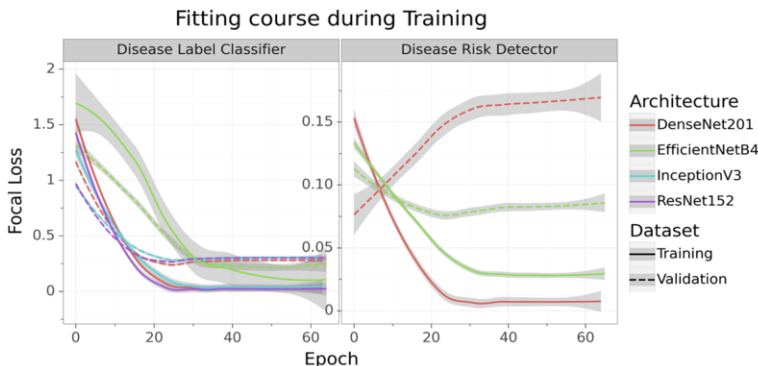 Fitting course during Training
Disease Label Classifier
Disease Risk Detector
2
1.5
1
0.5
0
0.15
0.10
0.05
0
Focal Loss
0 20 40 60
0 20 40 60
Epoch
Architecture
DenseNet201
EfficientNetB4
InceptionV3
ResNet152
Dataset
Training
Validation